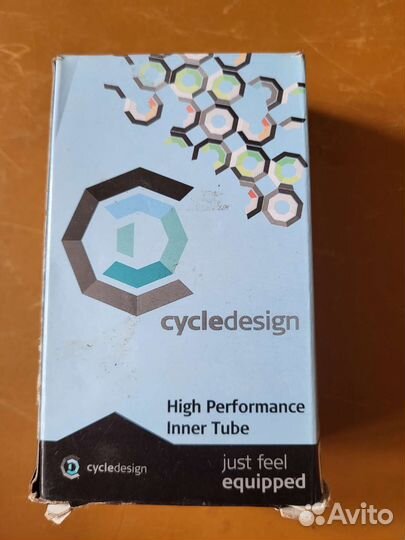 cycledesign
High Performance
Inner Tube
cycledesign
just feel
equipped
Avito